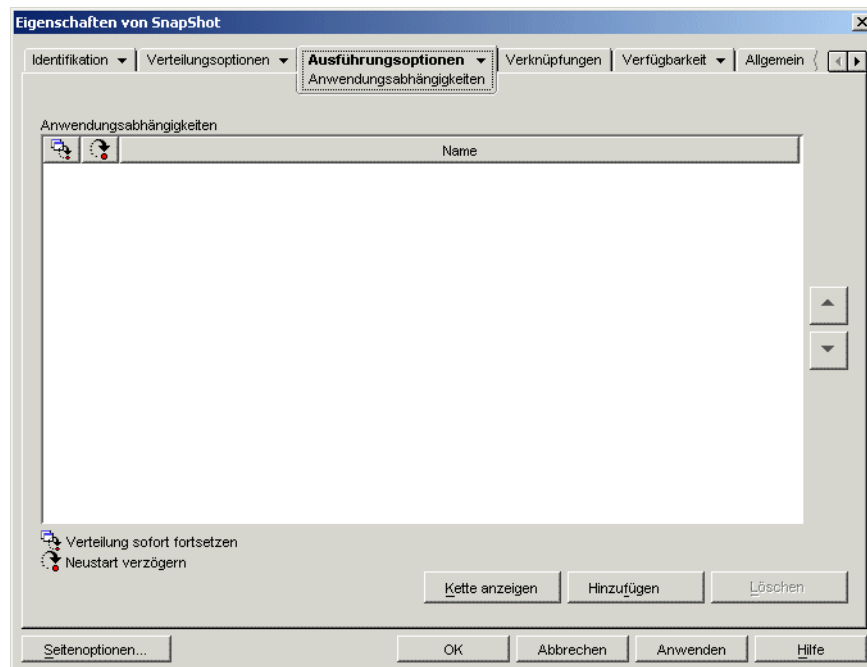 Eigenschaften von SnapShot
Identifikation Verteilungsoptionen Ausführungsoptionen Verknüpfungen Verfügbarkeit Allgemein
Anwendungsabhängigkeiten
Anwendungsabhängigkeiten
Name
Verteilung sofort fortsetzen
Neustart verzögern
Kette anzeigen Hinzufügen Löschen
Seitenoptionen... OK Abbrechen Anwenden Hilfe